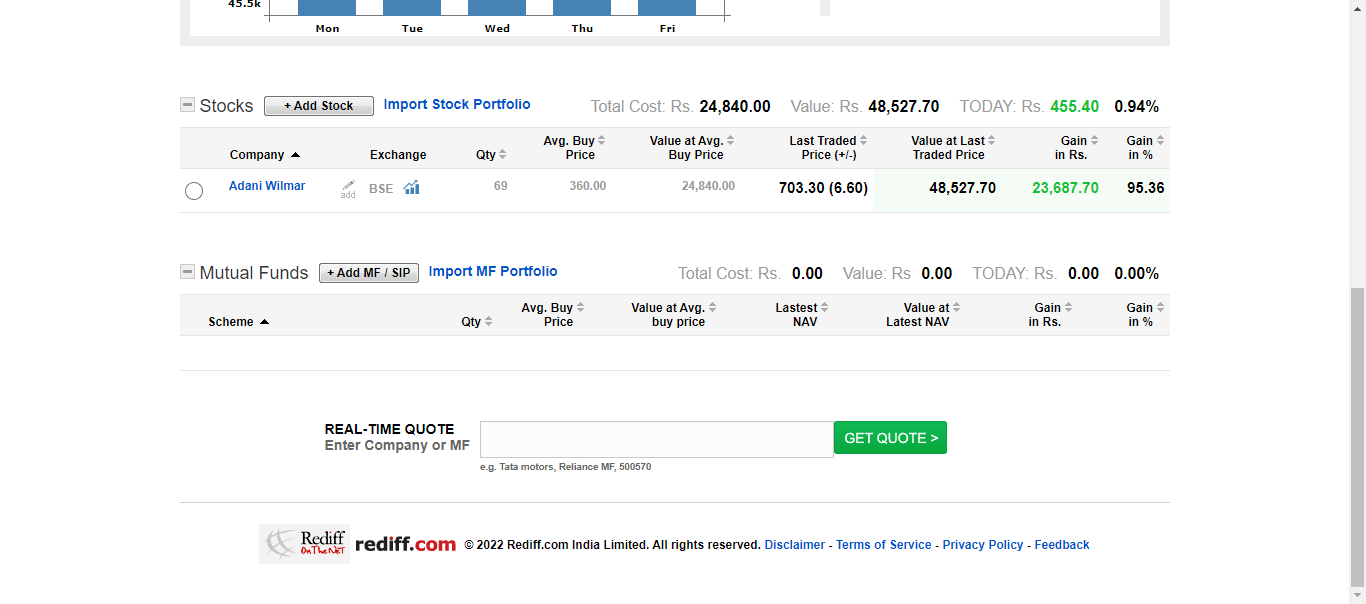 45.5k
Mon Tue Wed Thu Fri
Stocks + Add Stock Import Stock Portfolio Total Cost: Rs. 24,840.00 Value: Rs. 48,527.70 TODAY: Rs. 455.40 0.94%
Avg. Buy Value at Avg. Last Traded Value at Last Gain Gain
Company Exchange Qty Price Buy Price Price (+/-) Traded Price in Rs. in %
Adani Wilmar add BSE 69 360.00 24,840.00 703.30 (6.60) 48,527.70 23,687.70 95.36
Mutual Funds + Add MF / SIP Import MF Portfolio Total Cost: Rs. 0.00 Value: Rs 0.00 TODAY: Rs. 0.00 0.00%
Avg. Buy Value at Avg. Lastest Value at Gain Gain
Scheme Qty Price buy price NAV Latest NAV in Rs. in %
REAL-TIME QUOTE
Enter Company or MF GET QUOTE >
e.g. Tata motors, Reliance MF, 500570
Rediff
On The NeT rediff.com © 2022 Rediff.com India Limited. All rights reserved. Disclaimer - Terms of Service - Privacy Policy - Feedback